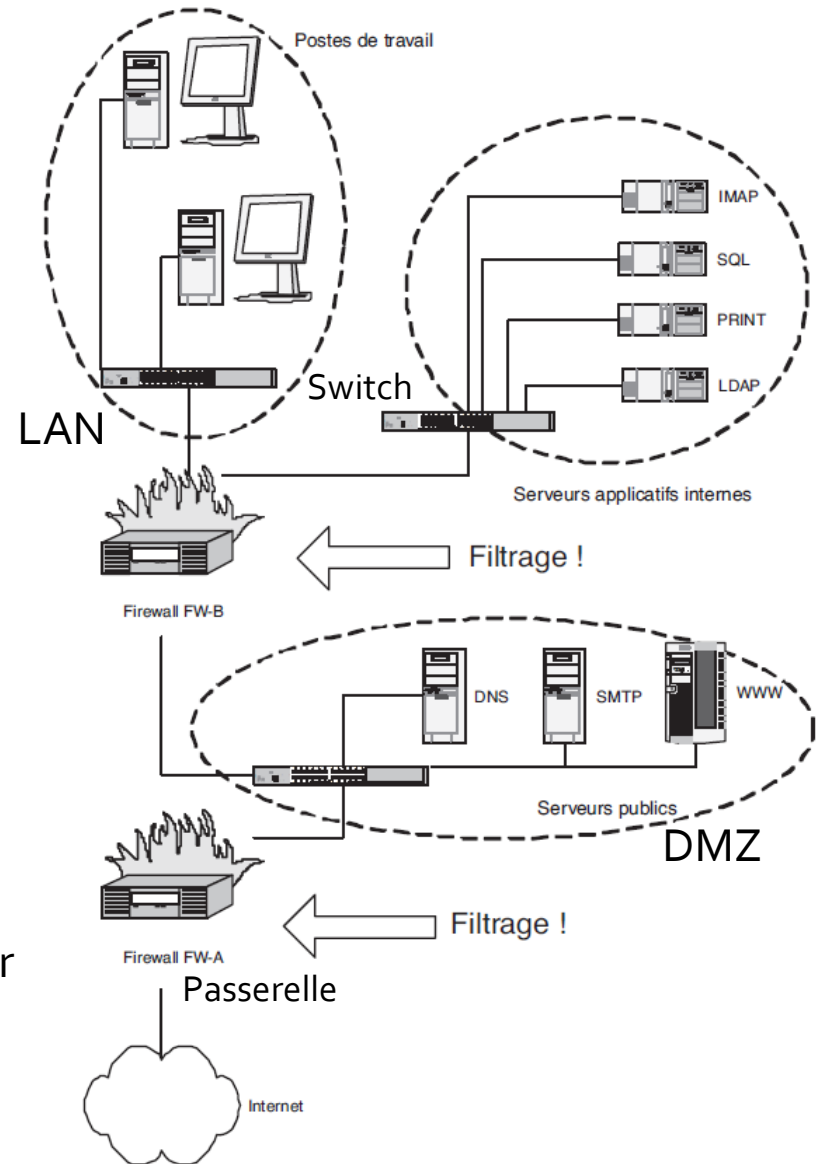 Postes de travail
IMAP
SQL
PRINT
LDAP
Switch
LAN
Serveurs applicatifs internes
Filtrage !
Firewall FW-B
DNS
SMTP
WWW
Serveurs publics
DMZ
Filtrage !
r
Firewall FW-A
Passerelle
Internet